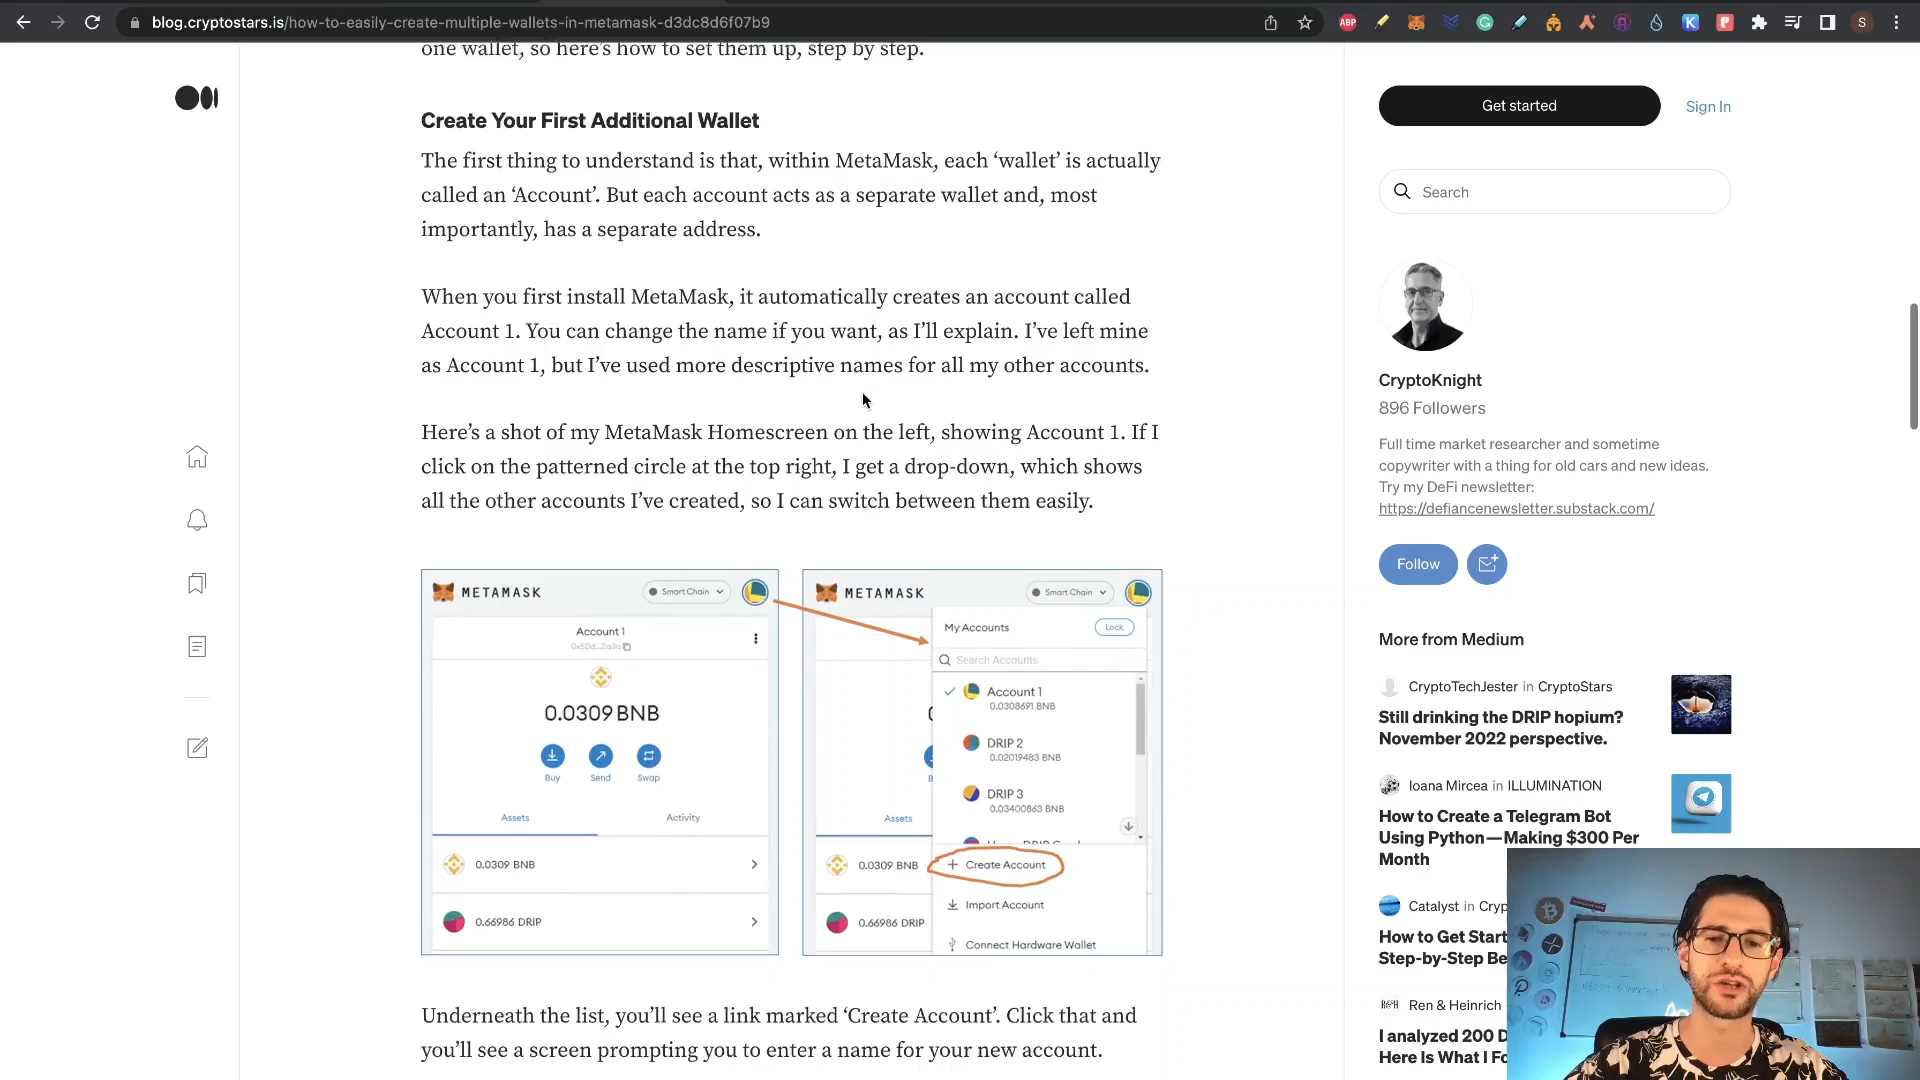 blog.cryptostars.is/how-to-easily-create-multiple-wallets-in-metamask-d3dc8d6f07b9
ABP
S
one wallet, so here's how to set them up, step by step.
Create Your First Additional Wallet
The first thing to understand is that, within MetaMask, each ‘wallet’ is actually
called an ‘Account’. But each account acts as a separate wallet and, most
importantly, has a separate address.
When you first install MetaMask, it automatically creates an account called
Account 1. You can change the name if you want, as I’ll explain. I’ve left mine
as Account 1, but I’ve used more descriptive names for all my other accounts.
Here’s a shot of my MetaMask Homescreen on the left, showing Account 1. If I
click on the patterned circle at the top right, I get a drop-down, which shows
all the other accounts I’ve created, so I can switch between them easily.
METAMASK
Smart Chain
Account 1
0.0309 BNB
Buy
Send
Swap
Assets
Activity
0.0309 BNB
0.66986 DRIP
METAMASK
Smart Chain
My Accounts
Lock
Search Accounts
Account 1
0.0308691 BNB
DRIP 2
0.02019483 BNB
DRIP 3
0.03400863 BNB
Assets
0.0309 BNB
0.66986 DRIP
+ Create Account
Import Account
Connect Hardware Wallet
Underneath the list, you’ll see a link marked ‘Create Account’. Click that and
you’ll see a screen prompting you to enter a name for your new account.
Get started
Sign In
Search
CryptoKnight
896 Followers
Full time market researcher and sometime
copywriter with a thing for old cars and new ideas.
Try my DeFi newsletter:
https://defiancenewsletter.substack.com/
Follow
More from Medium
CryptoTechJester in CryptoStars
Still drinking the DRIP hopium?
November 2022 perspective.
Ioana Mircea in ILLUMINATION
How to Create a Telegram Bot
Using Python—Making $300 Per
Month
Catalyst in Cryp
How to Get Start
Step-by-Step Be
Ren & Heinrich
I analyzed 200 D
Here Is What I Fo